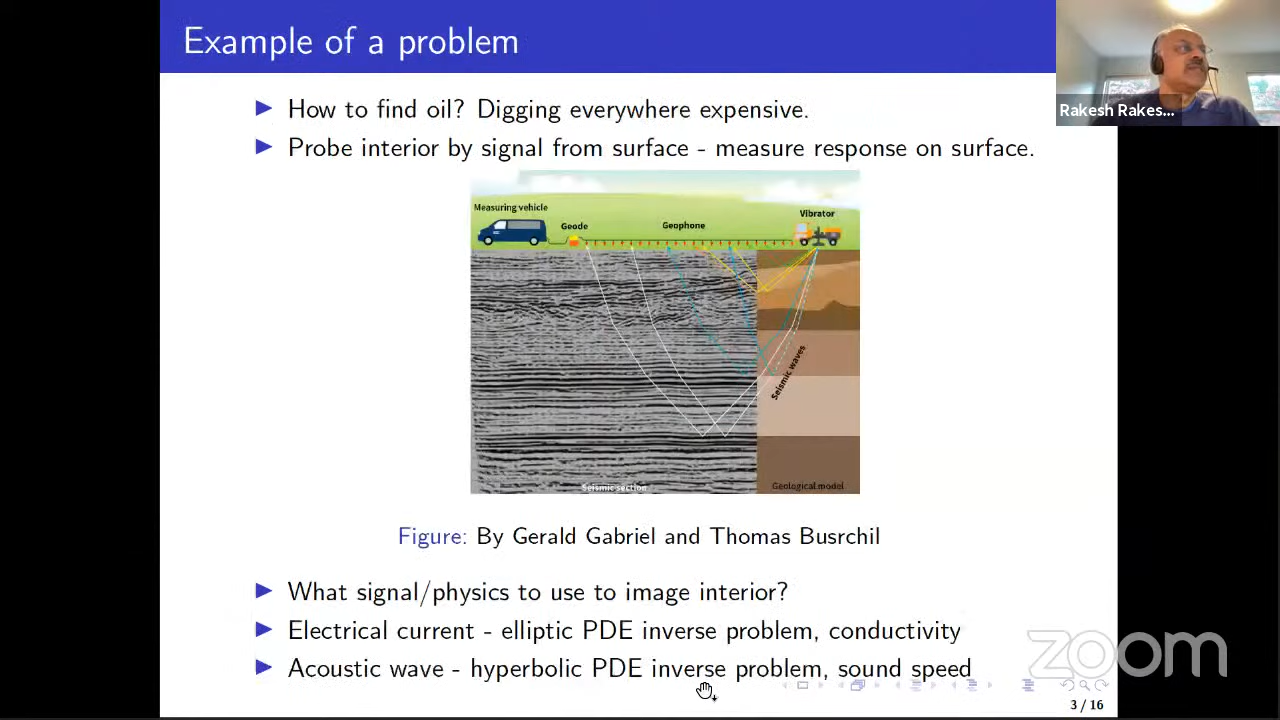 Example of a problem
Rakesh Rakes...
How to find oil? Digging everywhere expensive.
Probe interior by signal from surface - measure response on surface.
Measuring vehicle
Geode
Geophone
Vibrator
Seismic waves
Seismic section
Geological model
Figure: By Gerald Gabriel and Thomas Busrchil
What signal/physics to use to image interior?
Electrical current - elliptic PDE inverse problem, conductivity
Acoustic wave - hyperbolic PDE inverse problem, sound speed
zoom
3 / 16